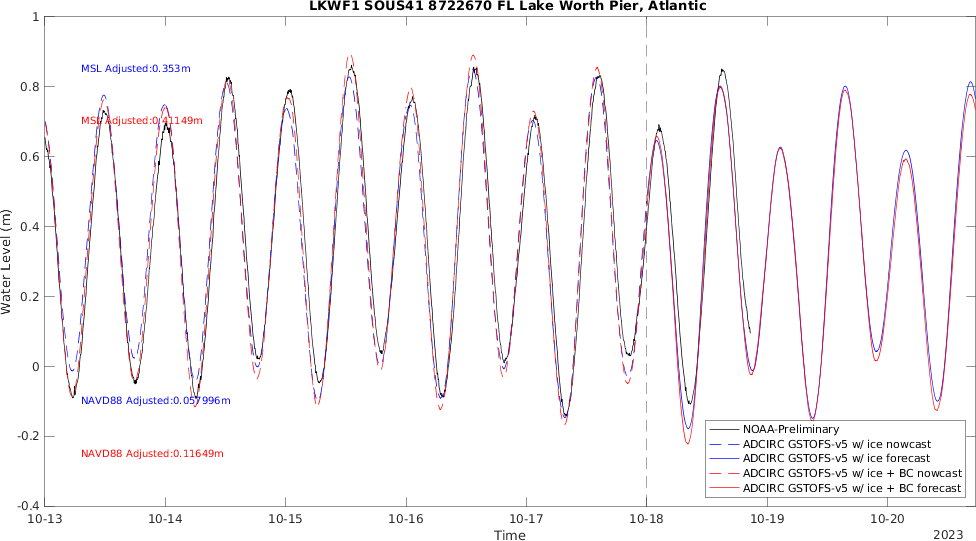 LKWF1 SOUS41 8722670 FL Lake Worth Pier, Atlantic
1
0.8
0.6
0.4
0.2
0
-0.2
-0.4
Water Level (m)
MSL Adjusted:0.353m
MSL Adjusted:0.41149m
NAVD88 Adjusted:0.057996m
NAVD88 Adjusted:0.11649m
NOAA-Preliminary
ADCIRC GSTOFS-v5 w/ ice nowcast
ADCIRC GSTOFS-v5 w/ ice forecast
ADCIRC GSTOFS-v5 w/ ice + BC nowcast
ADCIRC GSTOFS-v5 w/ ice + BC forecast
10-13 10-14 10-15 10-16 10-17 10-18 10-19 10-20
Time
2023